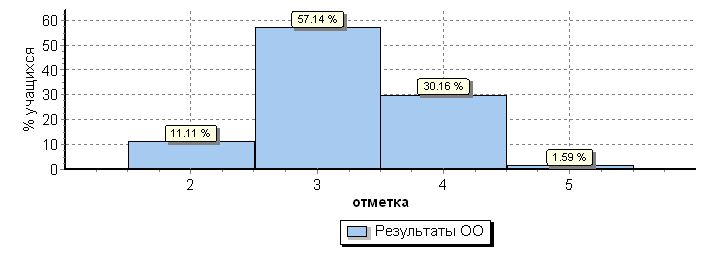 % учащихся
60
50
40
30
20
10
0
57.14 %
30.16 %
11.11 %
1.59 %
2 3 4 5
отметка
Результаты ОО